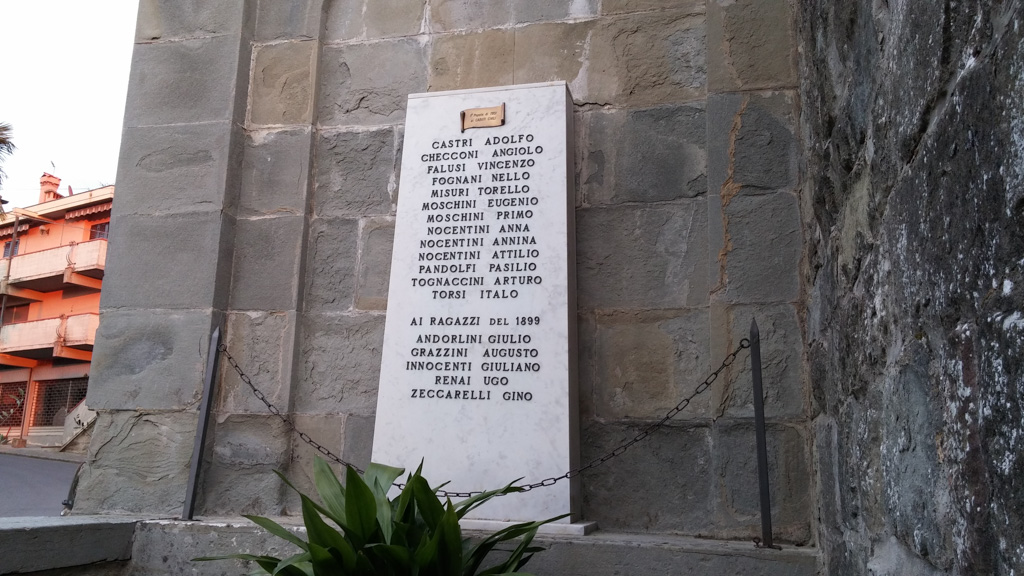 CASTRI ADOLFO
CHECCONI ANGIOLO
FALUSI VINCENZO
FOGNANI NELLO
MISURI TORELLO
MOSCHINI EUGENIO
MOSCHINI PRIMO
NOCENTINI ANNA
NOCENTINI ANNINA
NOCENTINI ATTILIO
PANDOLFI PASILIO
TOGNACCINI ARTURO
TORSI ITALO
AI RAGAZZI DEL 1899
ANDORLINI GIULIO
GRAZZINI AUGUSTO
INNOCENTI GIULIANO
RENAI UGO
ZECCARELLI GINO